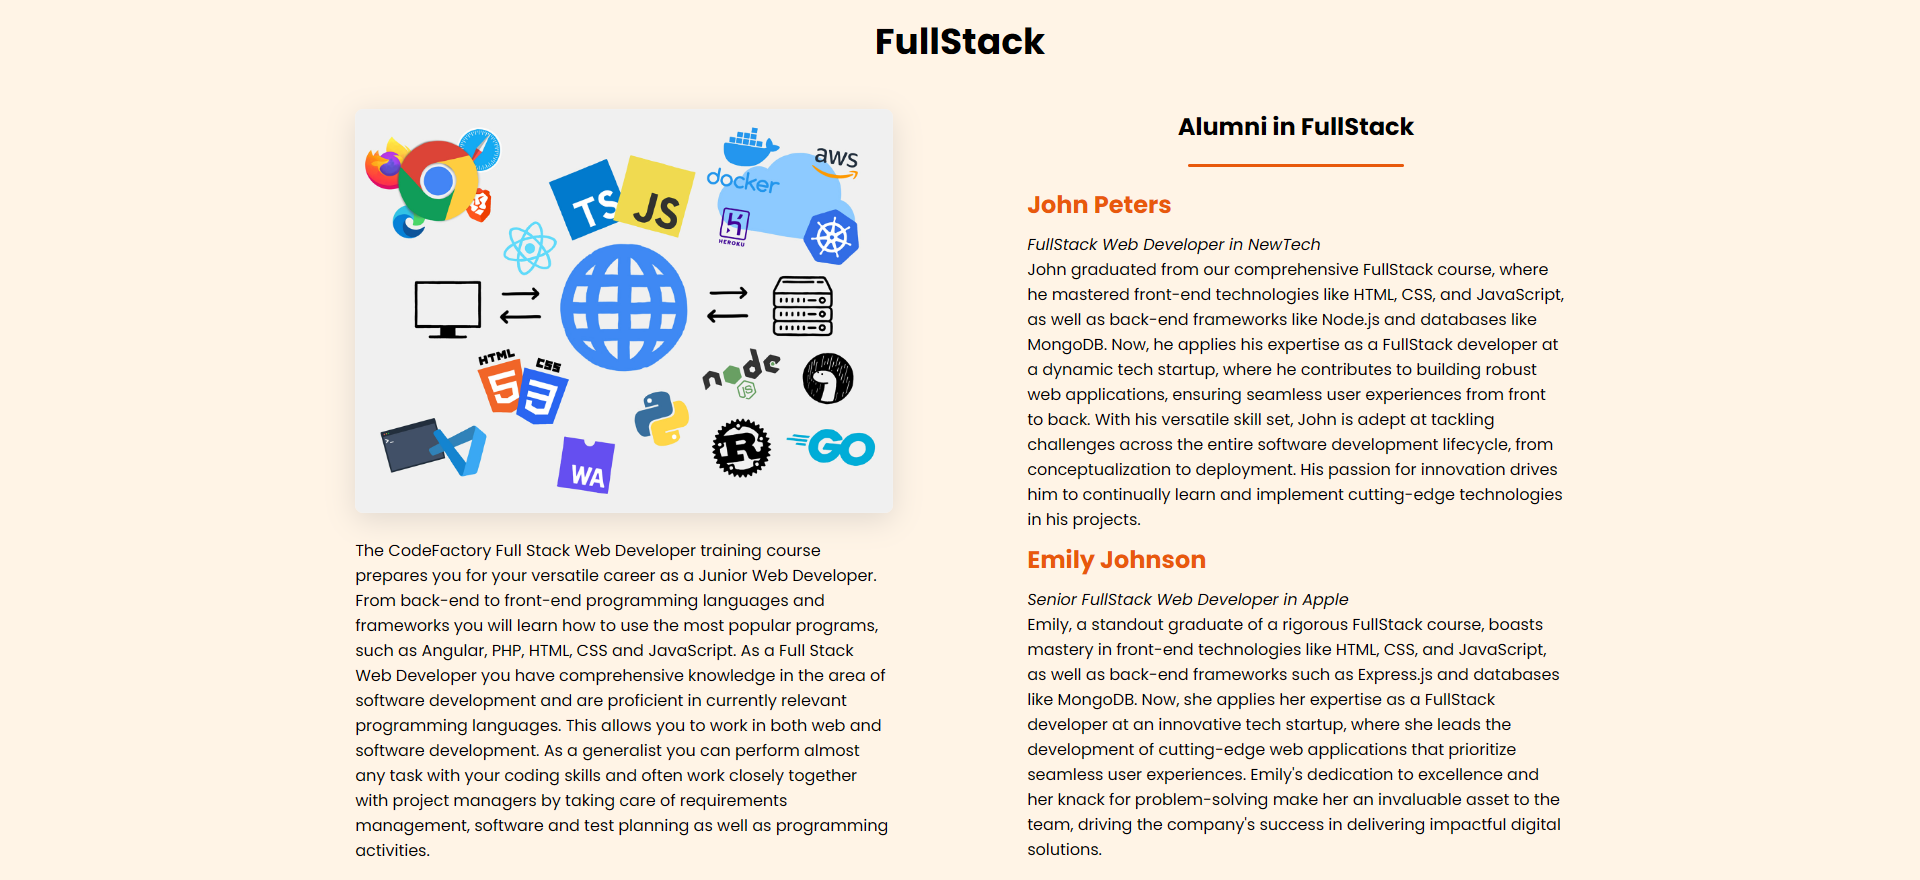 FullStack
TS
JS
docker
aws
HEROKU
HTML
5
CSS
3
node
JS
>_
WA
R
GO
The CodeFactory Full Stack Web Developer training course
prepares you for your versatile career as a Junior Web Developer.
From back-end to front-end programming languages and
frameworks you will learn how to use the most popular programs,
such as Angular, PHP, HTML, CSS and JavaScript. As a Full Stack
Web Developer you have comprehensive knowledge in the area of
software development and are proficient in currently relevant
programming languages. This allows you to work in both web and
software development. As a generalist you can perform almost
any task with your coding skills and often work closely together
with project managers by taking care of requirements
management, software and test planning as well as programming
activities.
Alumni in FullStack
John Peters
FullStack Web Developer in NewTech
John graduated from our comprehensive FullStack course, where
he mastered front-end technologies like HTML, CSS, and JavaScript,
as well as back-end frameworks like Node.js and databases like
MongoDB. Now, he applies his expertise as a FullStack developer at
a dynamic tech startup, where he contributes to building robust
web applications, ensuring seamless user experiences from front
to back. With his versatile skill set, John is adept at tackling
challenges across the entire software development lifecycle, from
conceptualization to deployment. His passion for innovation drives
him to continually learn and implement cutting-edge technologies
in his projects.
Emily Johnson
Senior FullStack Web Developer in Apple
Emily, a standout graduate of a rigorous FullStack course, boasts
mastery in front-end technologies like HTML, CSS, and JavaScript,
as well as back-end frameworks such as Express.js and databases
like MongoDB. Now, she applies her expertise as a FullStack
developer at an innovative tech startup, where she leads the
development of cutting-edge web applications that prioritize
seamless user experiences. Emily's dedication to excellence and
her knack for problem-solving make her an invaluable asset to the
team, driving the company's success in delivering impactful digital
solutions.